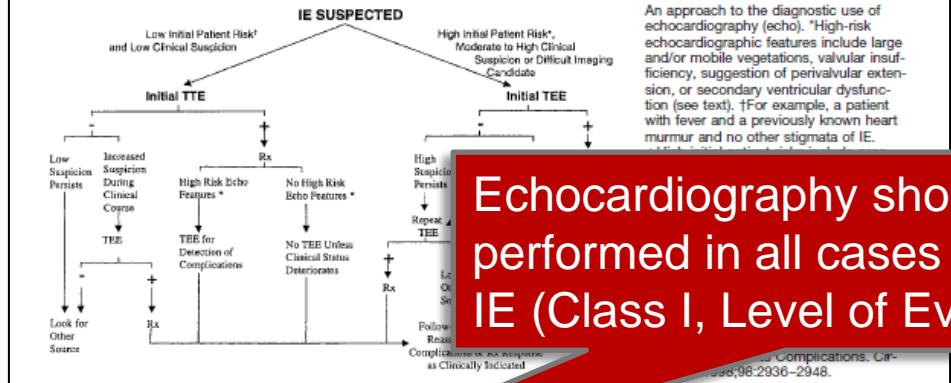 IE SUSPECTED
Low Initial Patient Risk†
and Low Clinical Suspicion
High Initial Patient Risk•,
Moderate to High Clinical
Suspicion or Difficult Imaging
Candidate
Initial TTE
Initial TEE
-
+
-
+
Rx
Low
Suspicion
Persists
Increased
Suspicion
During
Clinical
Course
High Risk Echo
Features *
No High Risk
Echo Features *
High
Persists
TEE
TEE for
Detection of
Complications
No TEE Unless
Clinical Status
Deteriorates
Repeat
TEE
-
+
+
Rx
Look for
Other
Source
Rx
as Clinically Indicated
An approach to the diagnostic use of
echocardiography (echo). *High-risk
echocardiographic features include large
and/or mobile vegetations, valvular insuf-
ficiency, suggestion of perivalvular exten-
sion, or secondary ventricular dysfunc-
tion (see text). †For example, a patient
with fever and a previously known heart
murmur and no other stigmata of IE.
Echocardiography sho
performed in all cases
IE (Class I, Level of Ev
Complications. Cir-
98:2936–2948.